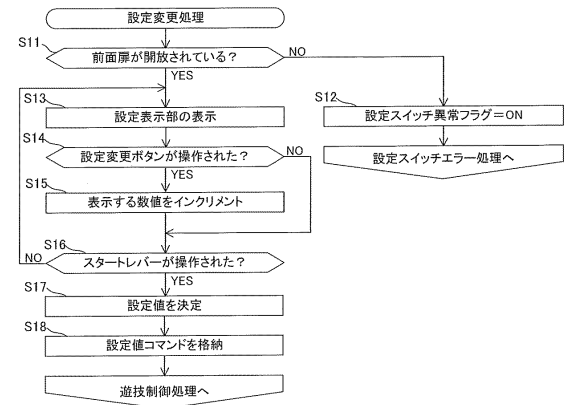 設定変更処理
S11
前面扉が開放されている?
NO
YES
S13
設定表示部の表示
S12
設定スイッチ異常フラグ=ON
S14
設定変更ボタンが操作された?
NO
設定スイッチエラー処理へ
YES
S15
表示する数値をインクリメント
S16
NO
スタートレバーが操作された?
YES
S17
設定値を決定
S18
設定値コマンドを格納
遊技制御処理へ